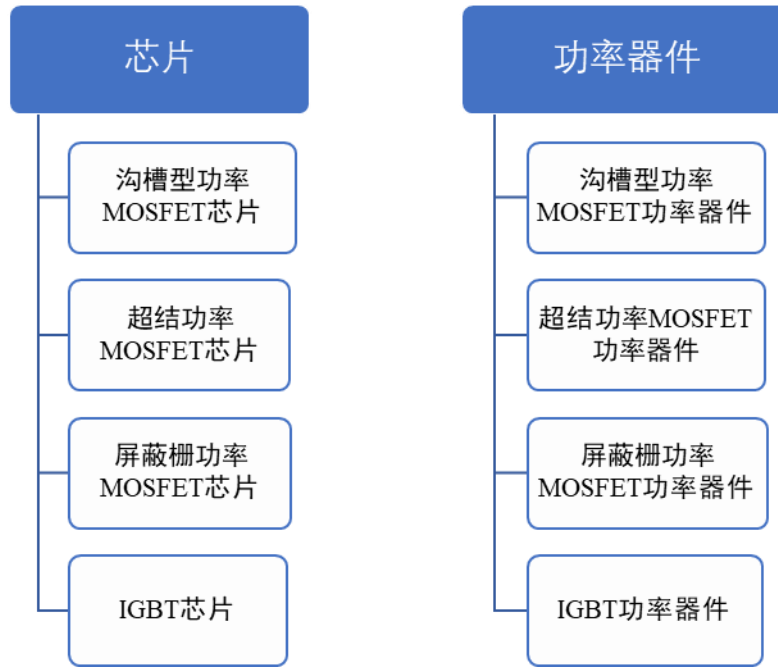 芯片
沟槽型功率
MOSFET芯片
超结功率
MOSFET芯片
屏蔽栅功率
MOSFET芯片
IGBT芯片
功率器件
沟槽型功率
MOSFET功率器件
超结功率MOSFET
功率器件
屏蔽栅功率
MOSFET功率器件
IGBT功率器件